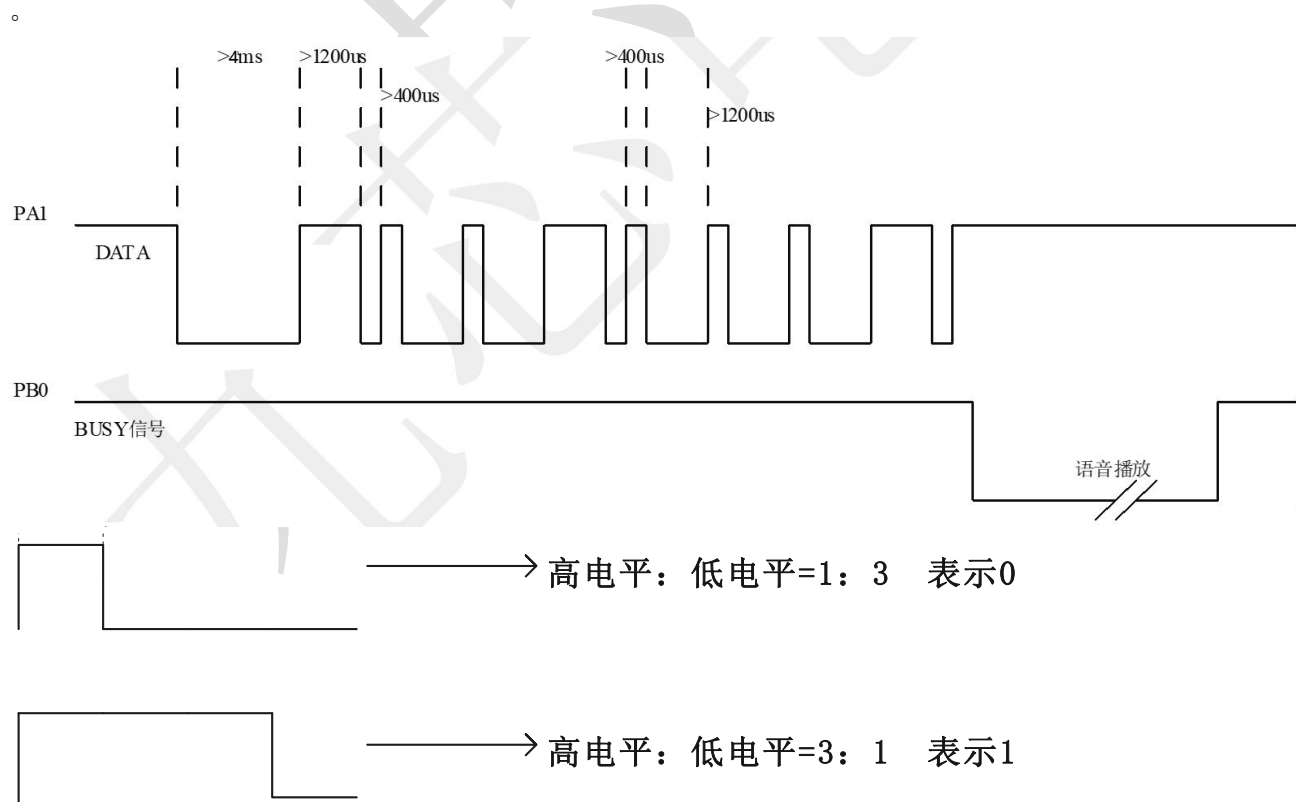 。
>4ms >1200us >400us
>400us
>1200us
PA1
DATA
PB0
BUSY信号
语音播放
高电平：低电平=1：3 表示0
高电平：低电平=3：1 表示1